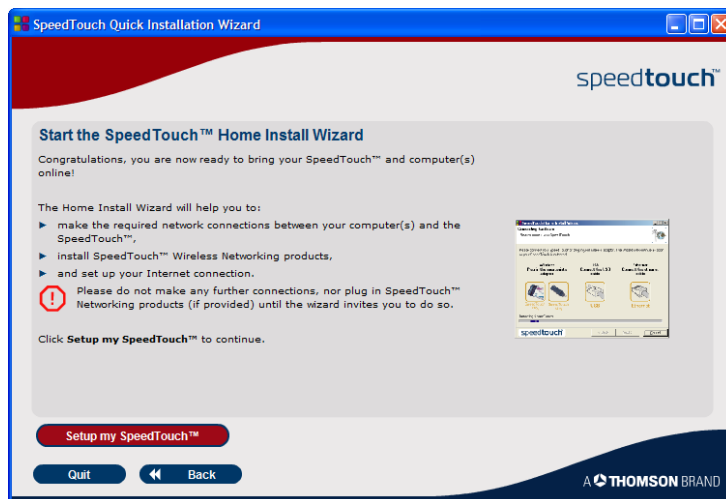 SpeedTouch Quick Installation Wizard
speedtouch™
Start the SpeedTouch™ Home Install Wizard
Congratulations, you are now ready to bring your SpeedTouch™ and computer(s)
online!
The Home Install Wizard will help you to:
make the required network connections between your computer(s) and the
SpeedTouch™,
install SpeedTouch™ Wireless Networking products,
and set up your Internet connection.
Please do not make any further connections, nor plug in SpeedTouch™
Networking products (if provided) until the wizard invites you to do so.
Click Setup my SpeedTouch™ to continue.
speedtouch
Setup my SpeedTouch™
Quit
Back
A THOMSON BRAND